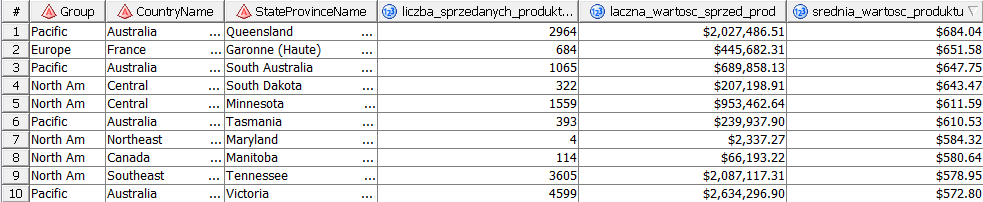 # Group CountryName StateProvinceName liczba_sprzedanych_produkt... laczna_wartosc_sprzed_prod srednia_wartosc_produktu
1 Pacific Australia ... Queensland 2964 $2,027,486.51 $684.04
2 Europe France ... Garonne (Haute) 684 $445,682.31 $651.58
3 Pacific Australia ... South Australia 1065 $689,858.13 $647.75
4 North Am Central ... South Dakota 322 $207,198.91 $643.47
5 North Am Central ... Minnesota 1559 $953,462.64 $611.59
6 Pacific Australia ... Tasmania 393 $239,937.90 $610.53
7 North Am Northeast ... Maryland 4 $2,337.27 $584.32
8 North Am Canada ... Manitoba 114 $66,193.22 $580.64
9 North Am Southeast ... Tennessee 3605 $2,087,117.31 $578.95
10 Pacific Australia ... Victoria 4599 $2,634,296.90 $572.80